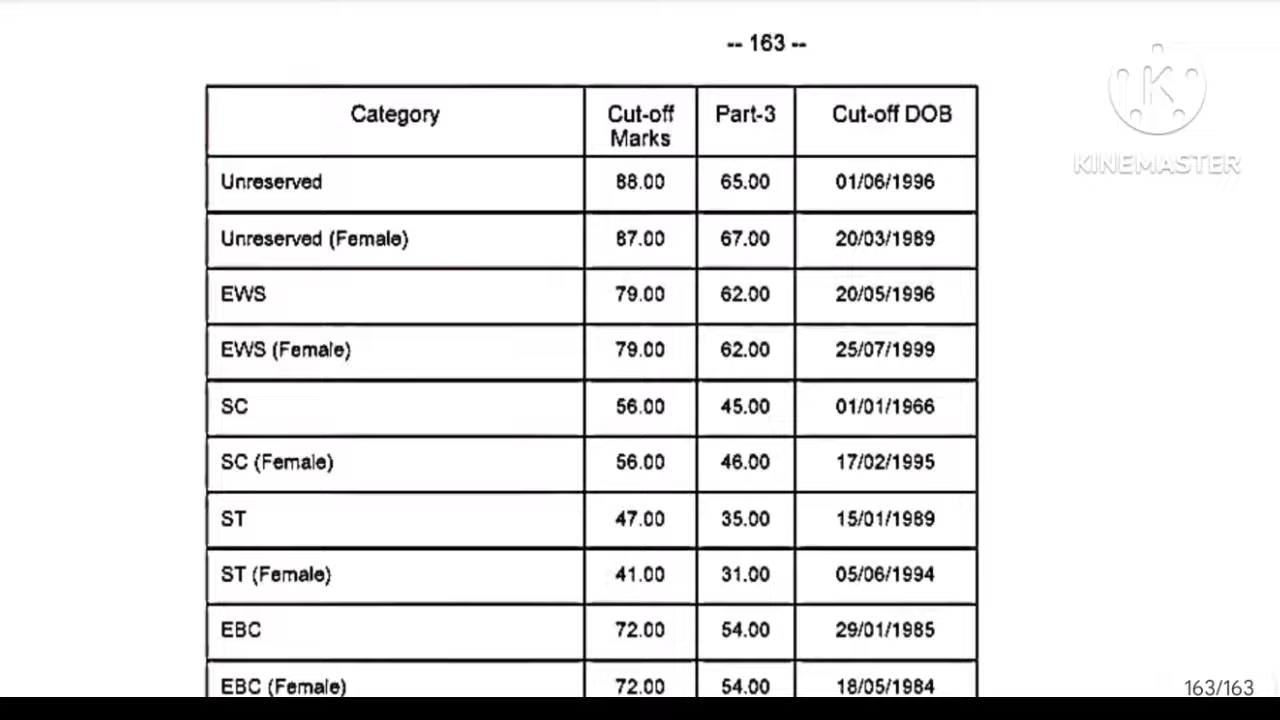 -- 163 --
Category Cut-off Marks Part-3 Cut-off DOB
Unreserved 88.00 65.00 01/06/1996
Unreserved (Female) 87.00 67.00 20/03/1989
EWS 79.00 62.00 20/05/1996
EWS (Female) 79.00 62.00 25/07/1999
SC 56.00 45.00 01/01/1966
SC (Female) 56.00 46.00 17/02/1995
ST 47.00 35.00 15/01/1989
ST (Female) 41.00 31.00 05/06/1994
EBC 72.00 54.00 29/01/1985
EBC (Female) 72.00 54.00 18/05/1984
K
KINEMASTER
163/163